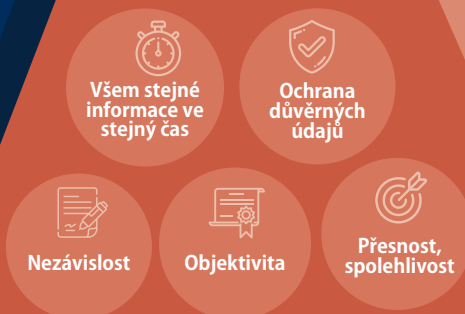 Všem stejné
informace ve
stejný čas
Ochrana
důvěrných
údajů
Nezávislost
Objektivita
Přesnost,
spolehlivost